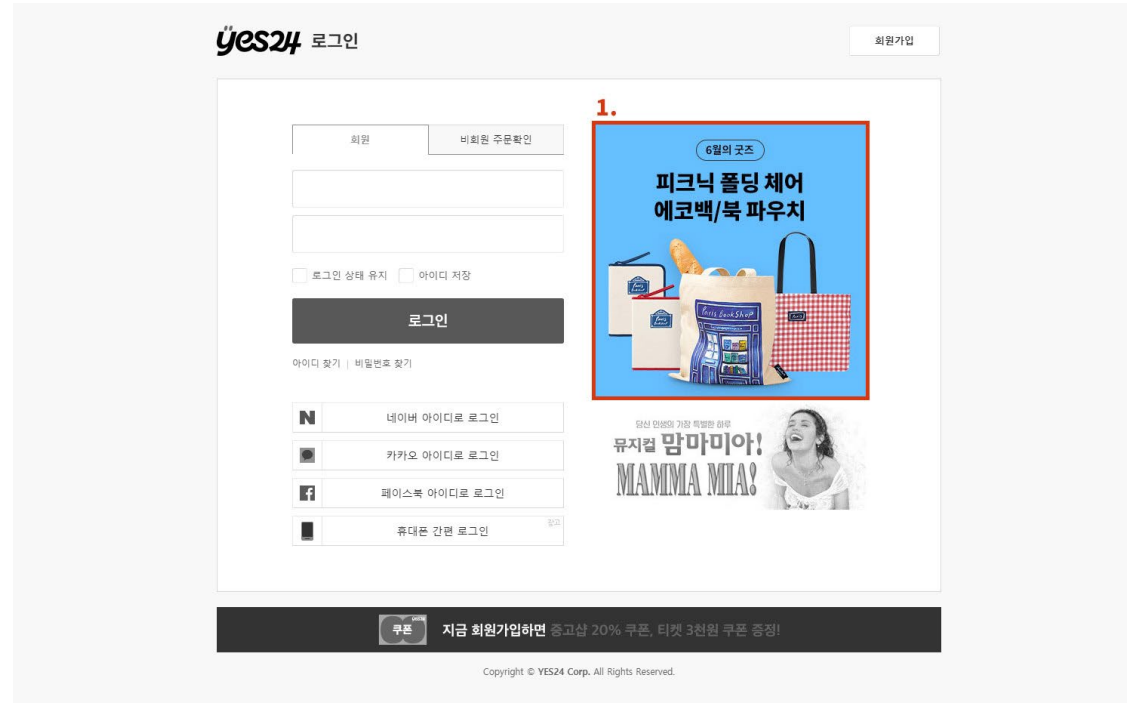 yes24 로그인
회원가입
1.
회원
비회원 주문확인
로그인 상태 유지
아이디 저장
로그인
아이디 찾기 | 비밀번호 찾기
N 네이버 아이디로 로그인
카카오 아이디로 로그인
f 페이스북 아이디로 로그인
휴대폰 간편 로그인
광고
6월의 굿즈
피크닉 폴딩 체어
에코백/북 파우치
Paris BookShop
당신 인생의 가장 특별한 하루
뮤지컬 맘마미아!
MAMMA MIA!
쿠폰
지금 회원가입하면 중고샵 20% 쿠폰, 티켓 3천원 쿠폰 증정!
Copyright © YES24 Corp. All Rights Reserved.